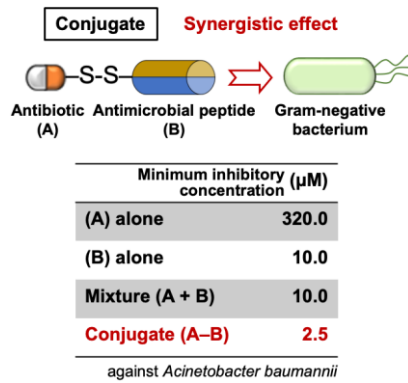 Conjugate Synergistic effect
S–S
Antibiotic Antimicrobial peptide Gram-negative
(A) (B) bacterium
Minimum inhibitory
concentration (μM)
(A) alone 320.0
(B) alone 10.0
Mixture (A + B) 10.0
Conjugate (A–B) 2.5
against Acinetobacter baumannii